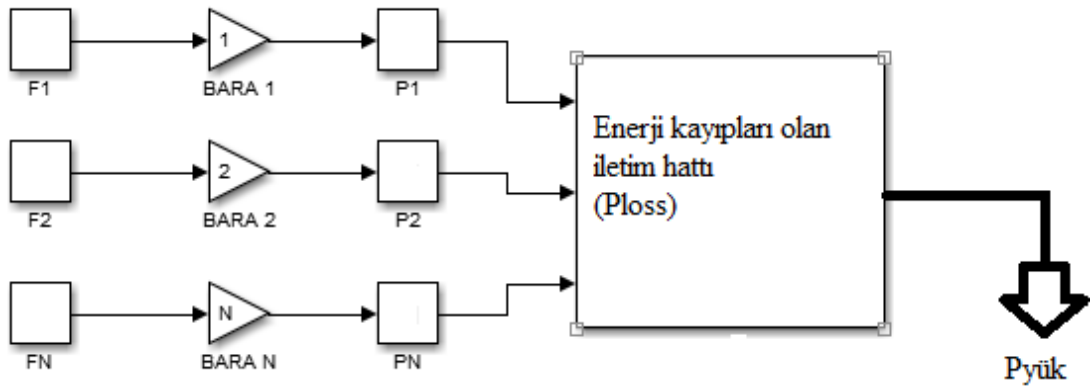 1
F1
BARA 1
P1
2
F2
BARA 2
P2
N
FN
BARA N
PN
Enerji kayıpları olan
iletim hattı
(Ploss)
Pyük